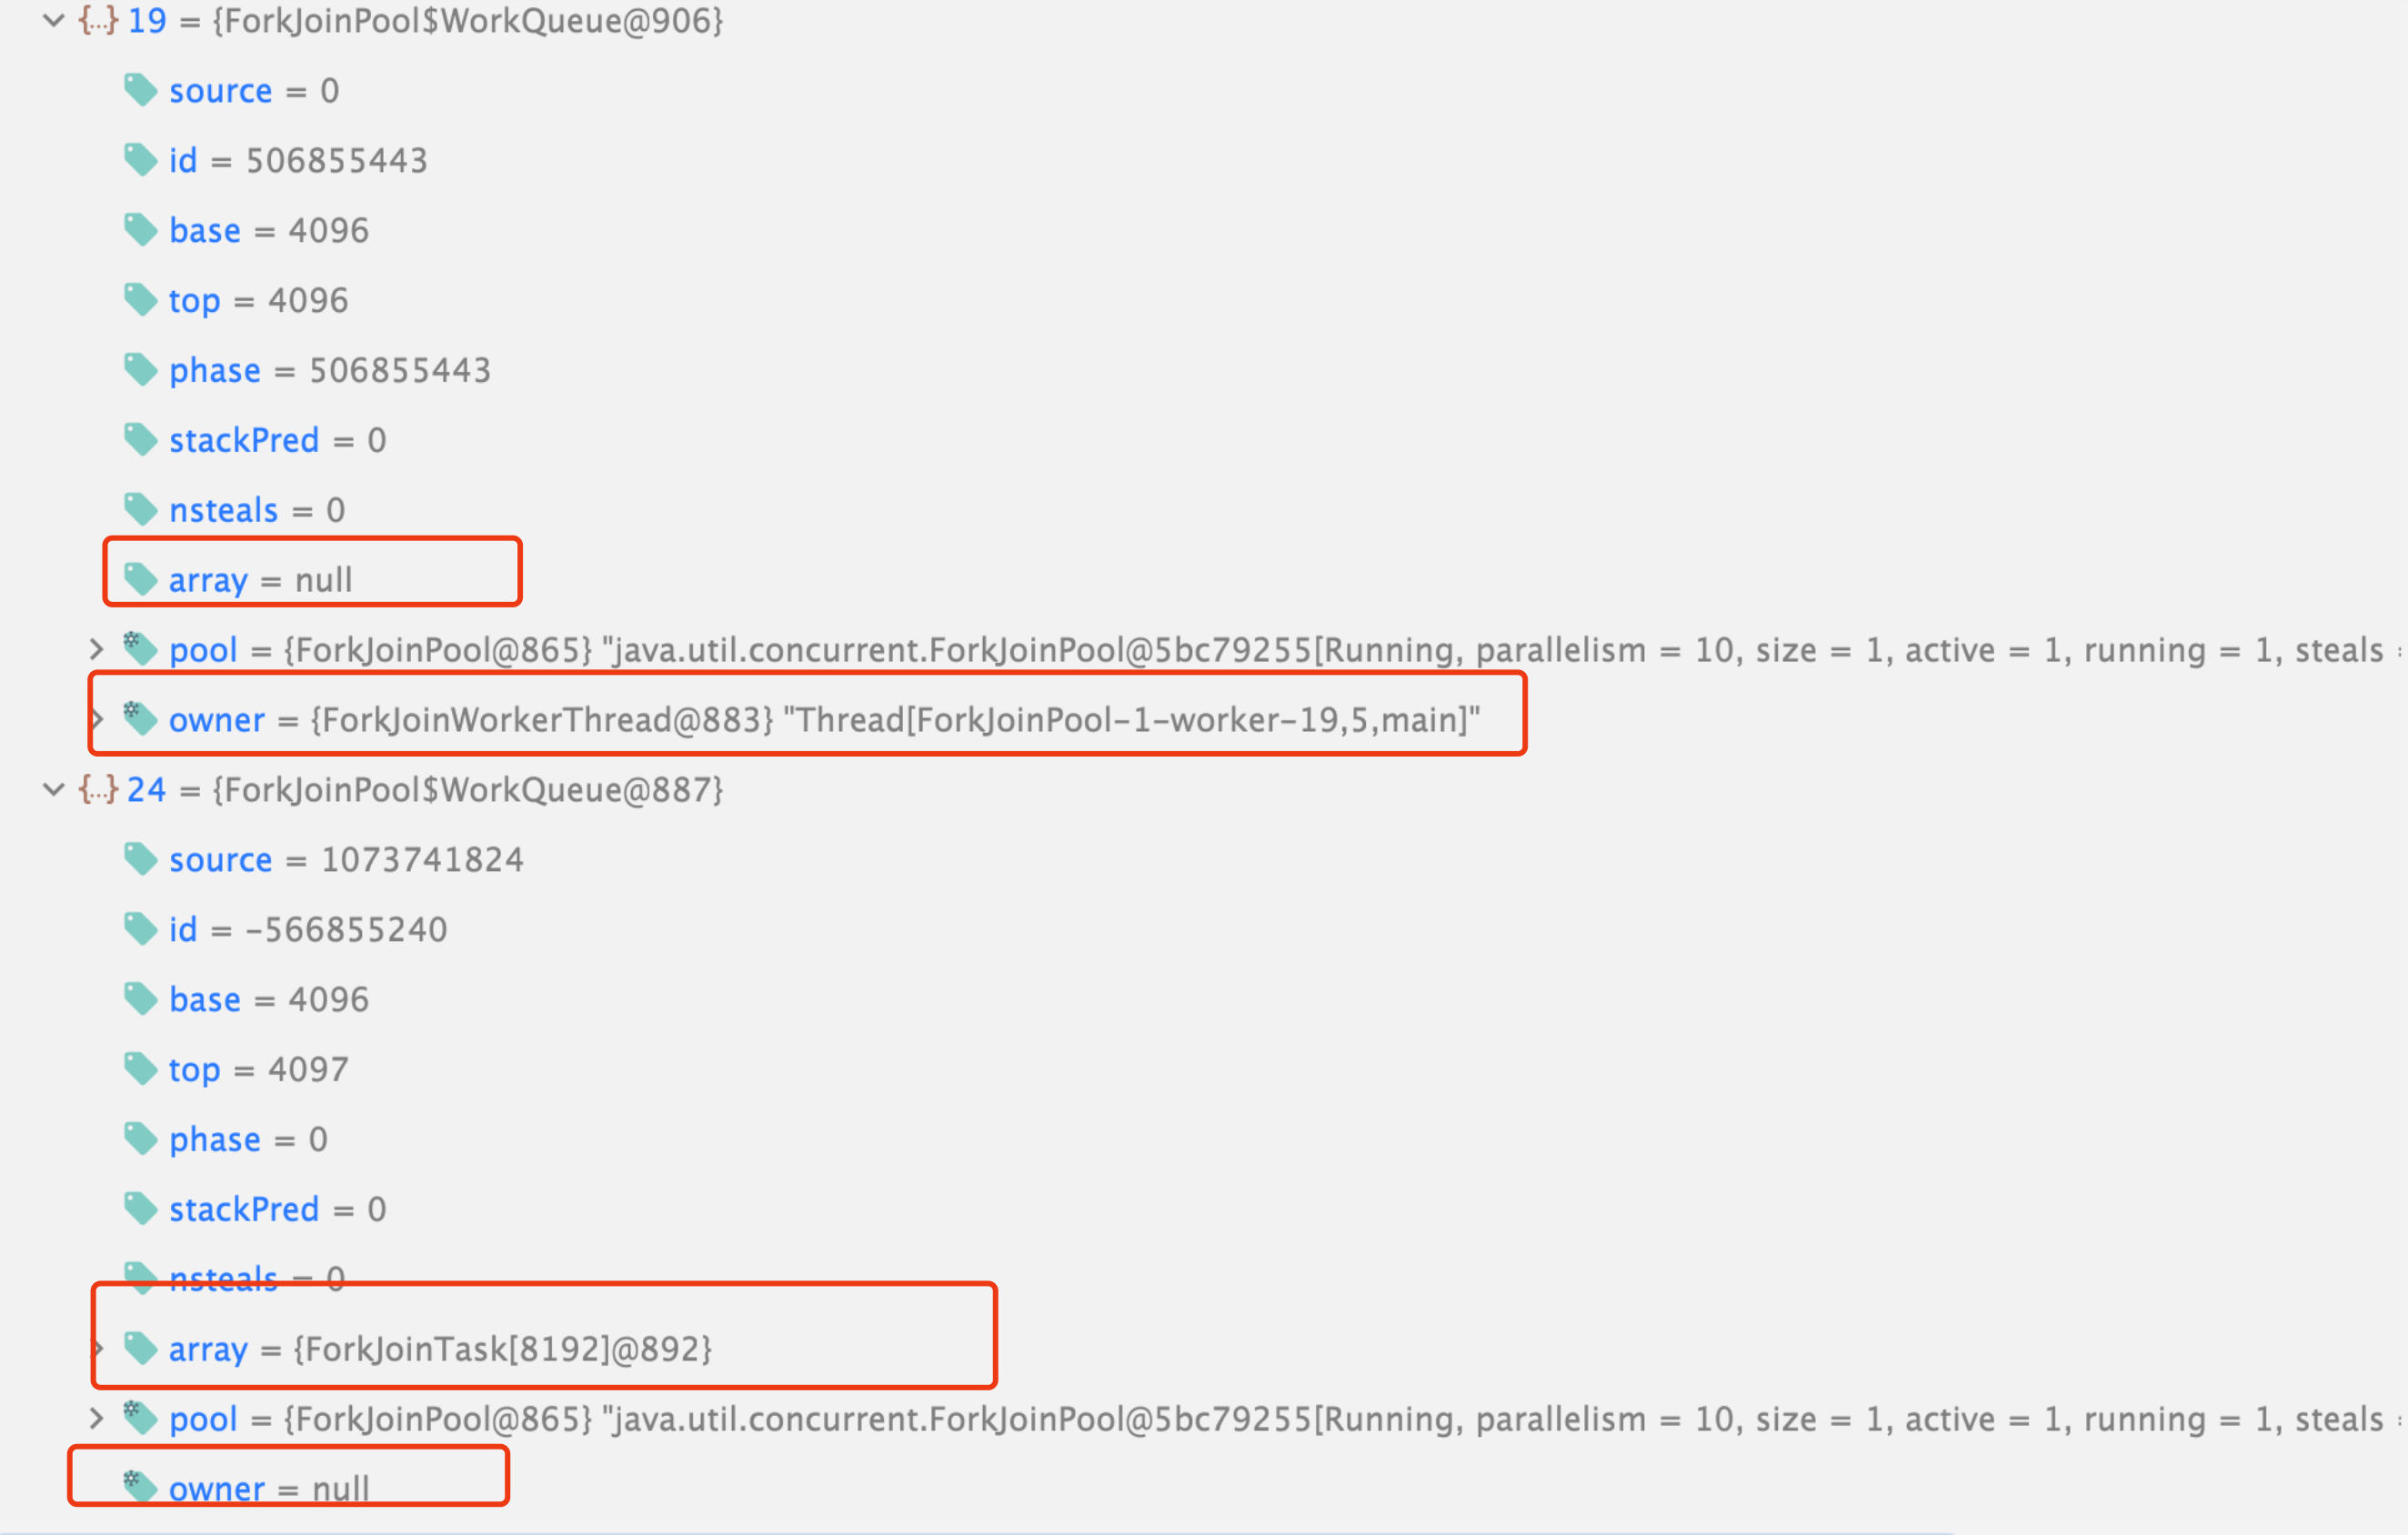 {...} 19 = {ForkJoinPool$WorkQueue@906}
source = 0
id = 506855443
base = 4096
top = 4096
phase = 506855443
stackPred = 0
nsteals = 0
array = null
pool = {ForkJoinPool@865} "java.util.concurrent.ForkJoinPool@5bc79255[Running, parallelism = 10, size = 1, active = 1, running = 1, steals =
owner = {ForkJoinWorkerThread@883} "Thread[ForkJoinPool-1-worker-19,5,main]"
{...} 24 = {ForkJoinPool$WorkQueue@887}
source = 1073741824
id = -566855240
base = 4096
top = 4097
phase = 0
stackPred = 0
nsteals = 0
array = {ForkJoinTask[8192]@892}
pool = {ForkJoinPool@865} "java.util.concurrent.ForkJoinPool@5bc79255[Running, parallelism = 10, size = 1, active = 1, running = 1, steals =
owner = null